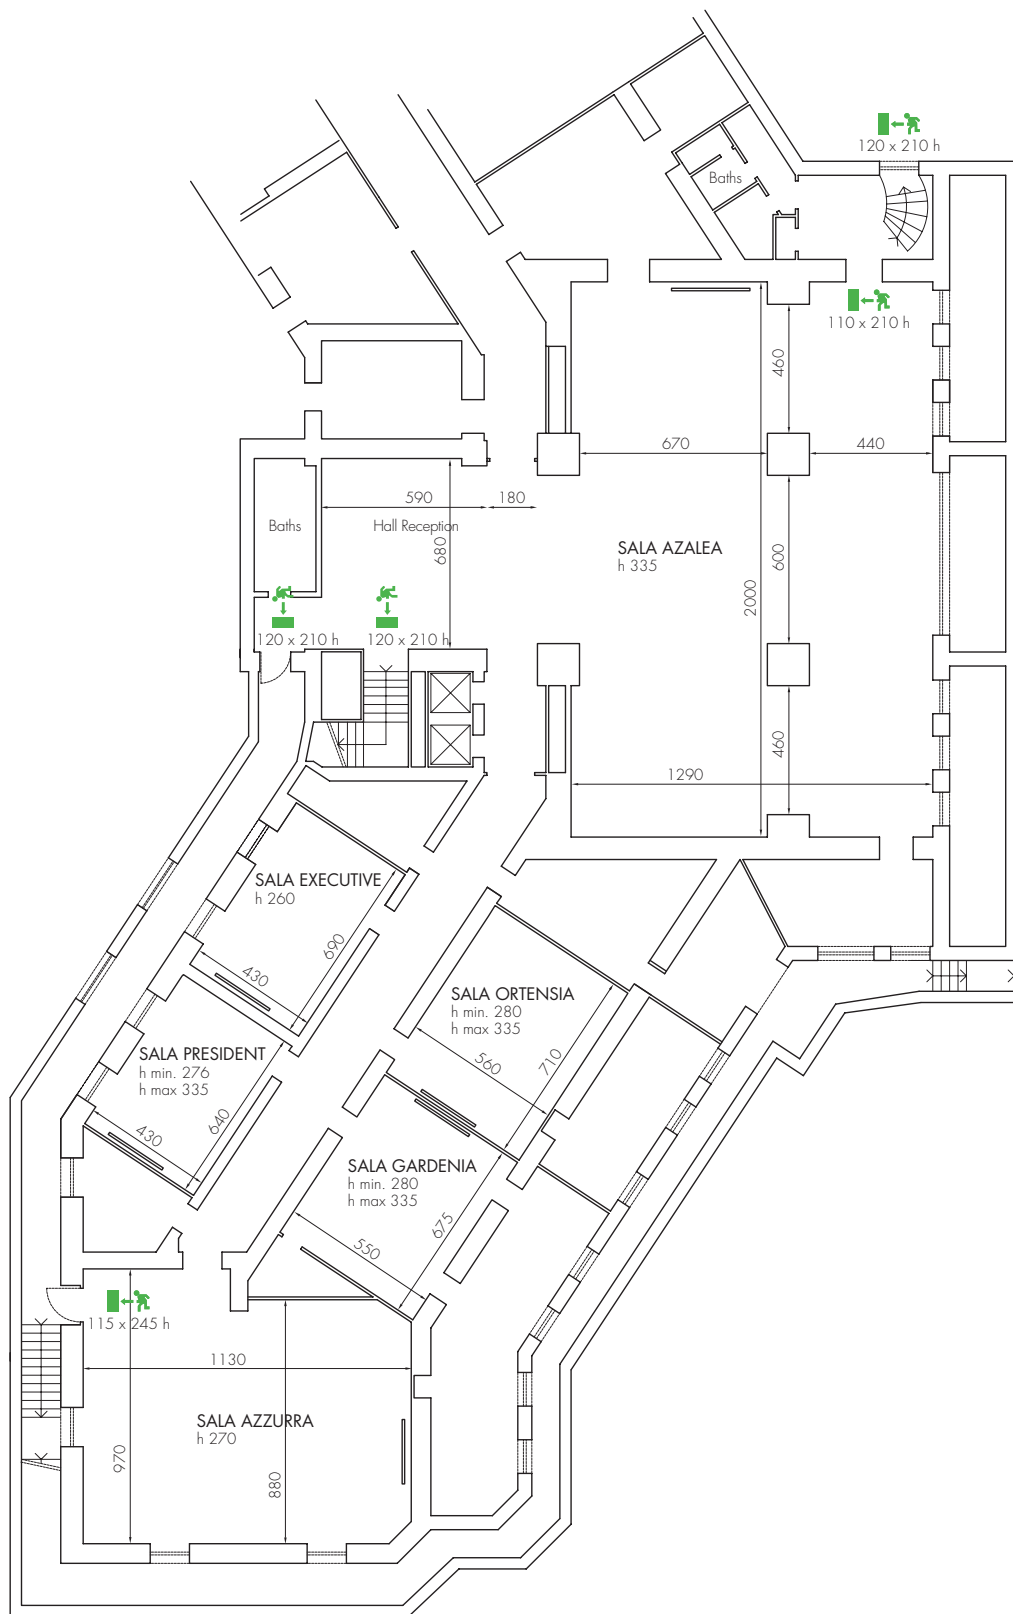 120 x 210 h
Baths
110 x 210 h
460
670
440
590
180
Hall Reception
680
Baths
SALA AZALEA
h 335
600
2000
120 x 210 h
120 x 210 h
460
1290
SALA EXECUTIVE
h 260
690
430
SALA ORTENSIA
h min. 280
h max 335
560
710
SALA PRESIDENT
h min. 276
h max 335
640
430
SALA GARDENIA
h min. 280
h max 335
675
550
115 x 245 h
1130
SALA AZZURRA
h 270
970
880